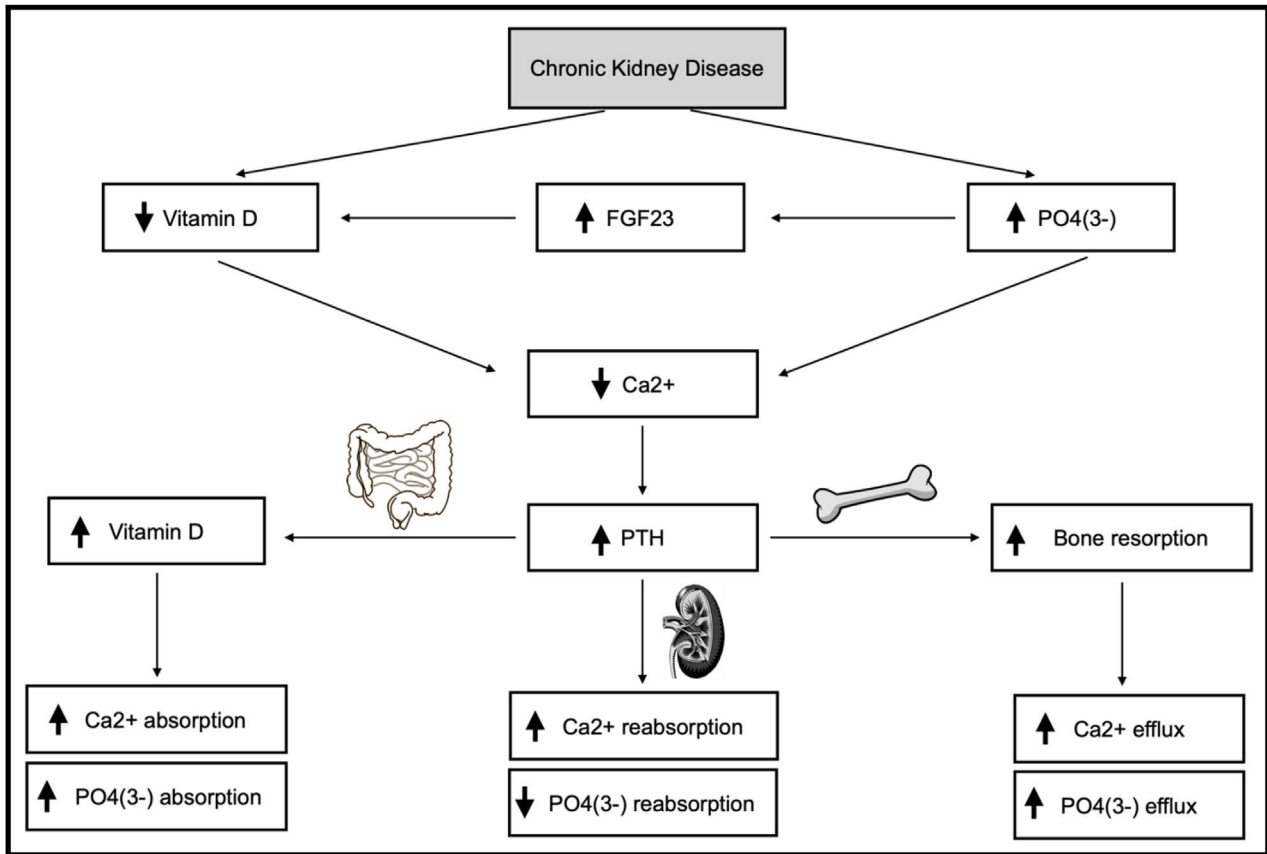 Chronic Kidney Disease
Vitamin D
FGF23
PO4(3-)
Ca2+
Vitamin D
PTH
Bone resorption
Ca2+ absorption
Ca2+ reabsorption
Ca2+ efflux
PO4(3-) absorption
PO4(3-) reabsorption
PO4(3-) efflux